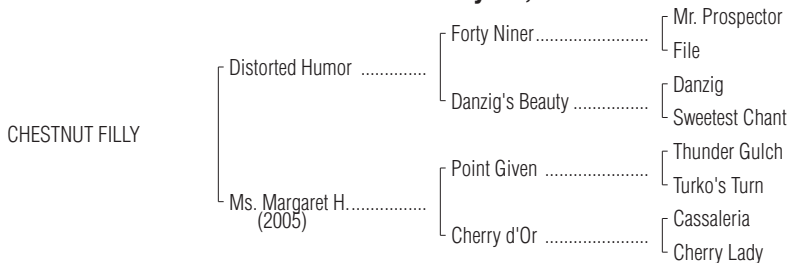 Mr. Prospector
Forty Niner
File
Distorted Humor
Danzig
Danzig's Beauty
Sweetest Chant
CHESTNUT FILLY
Thunder Gulch
Point Given
Turko's Turn
Ms. Margaret H.
(2005)
Cassaleria
Cherry d'Or
Cherry Lady